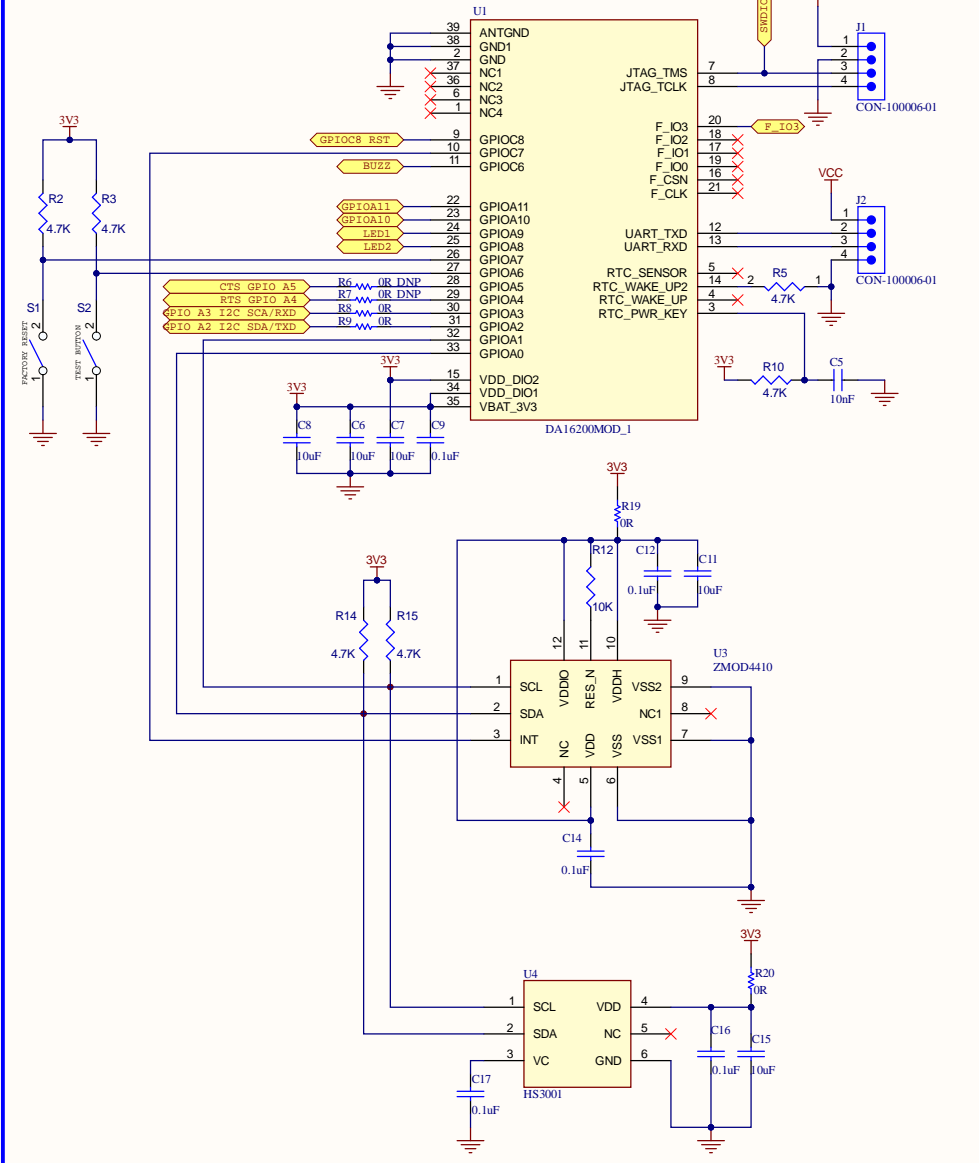 U1
SWDIO
J1
39 ANTGND
38 GND1
2 GND
37 NC1
36 NC2
6 NC3
1 NC4
JTAG_TMS 7
JTAG_TCLK 8
1
2
3
4
CON-100006-01
3V3
GPIOC8 RST 9 GPIOC8
10 GPIOC7
BUZZ 11 GPIOC6
F_IO3 20 F_IO3
F_IO2 18
F_IO1 17
F_IO0 19
F_CSN 16
F_CLK 21
VCC
J2
R2
4.7K
R3
4.7K
GPIOA11 22 GPIOA11
GPIOA10 23 GPIOA10
LED1 24 GPIOA9
LED2 25 GPIOA8
26 GPIOA7
27 GPIOA6
CTS GPIO A5 R6 0R DNP 28 GPIOA5
RTS GPIO A4 R7 0R DNP 29 GPIOA4
GPIO A3 I2C SCA/RXD R8 0R 30 GPIOA3
GPIO A2 I2C SDA/TXD R9 0R 31 GPIOA2
32 GPIOA1
33 GPIOA0
UART_TXD 12
UART_RXD 13
1
2
3
4
CON-100006-01
RTC_SENSOR 5
RTC_WAKE_UP2 14
RTC_WAKE_UP 4
RTC_PWR_KEY 3
2 R5 1
4.7K
S1
2
1
FACTORY RESET
S2
2
1
TEST BUTTON
3V3
3V3
15 VDD_DIO2
34 VDD_DIO1
35 VBAT_3V3
DA16200MOD_1
3V3
R10
4.7K
C5
10nF
C8
10uF
C6
10uF
C7
10uF
C9
0.1uF
3V3
R19
0R
R12
10K
C12
0.1uF
C11
10uF
3V3
R14
4.7K
R15
4.7K
12 11 10
U3
ZMOD4410
VDDIO RES_N VDDH
1 SCL
2 SDA
3 INT
VSS2 9
NC1 8
VSS1 7
NC VDD VSS
4 5 6
C14
0.1uF
3V3
R20
0R
U4
1 SCL
2 SDA
3 VC
VDD 4
NC 5
GND 6
HS3001
C16
0.1uF
C15
10uF
C17
0.1uF